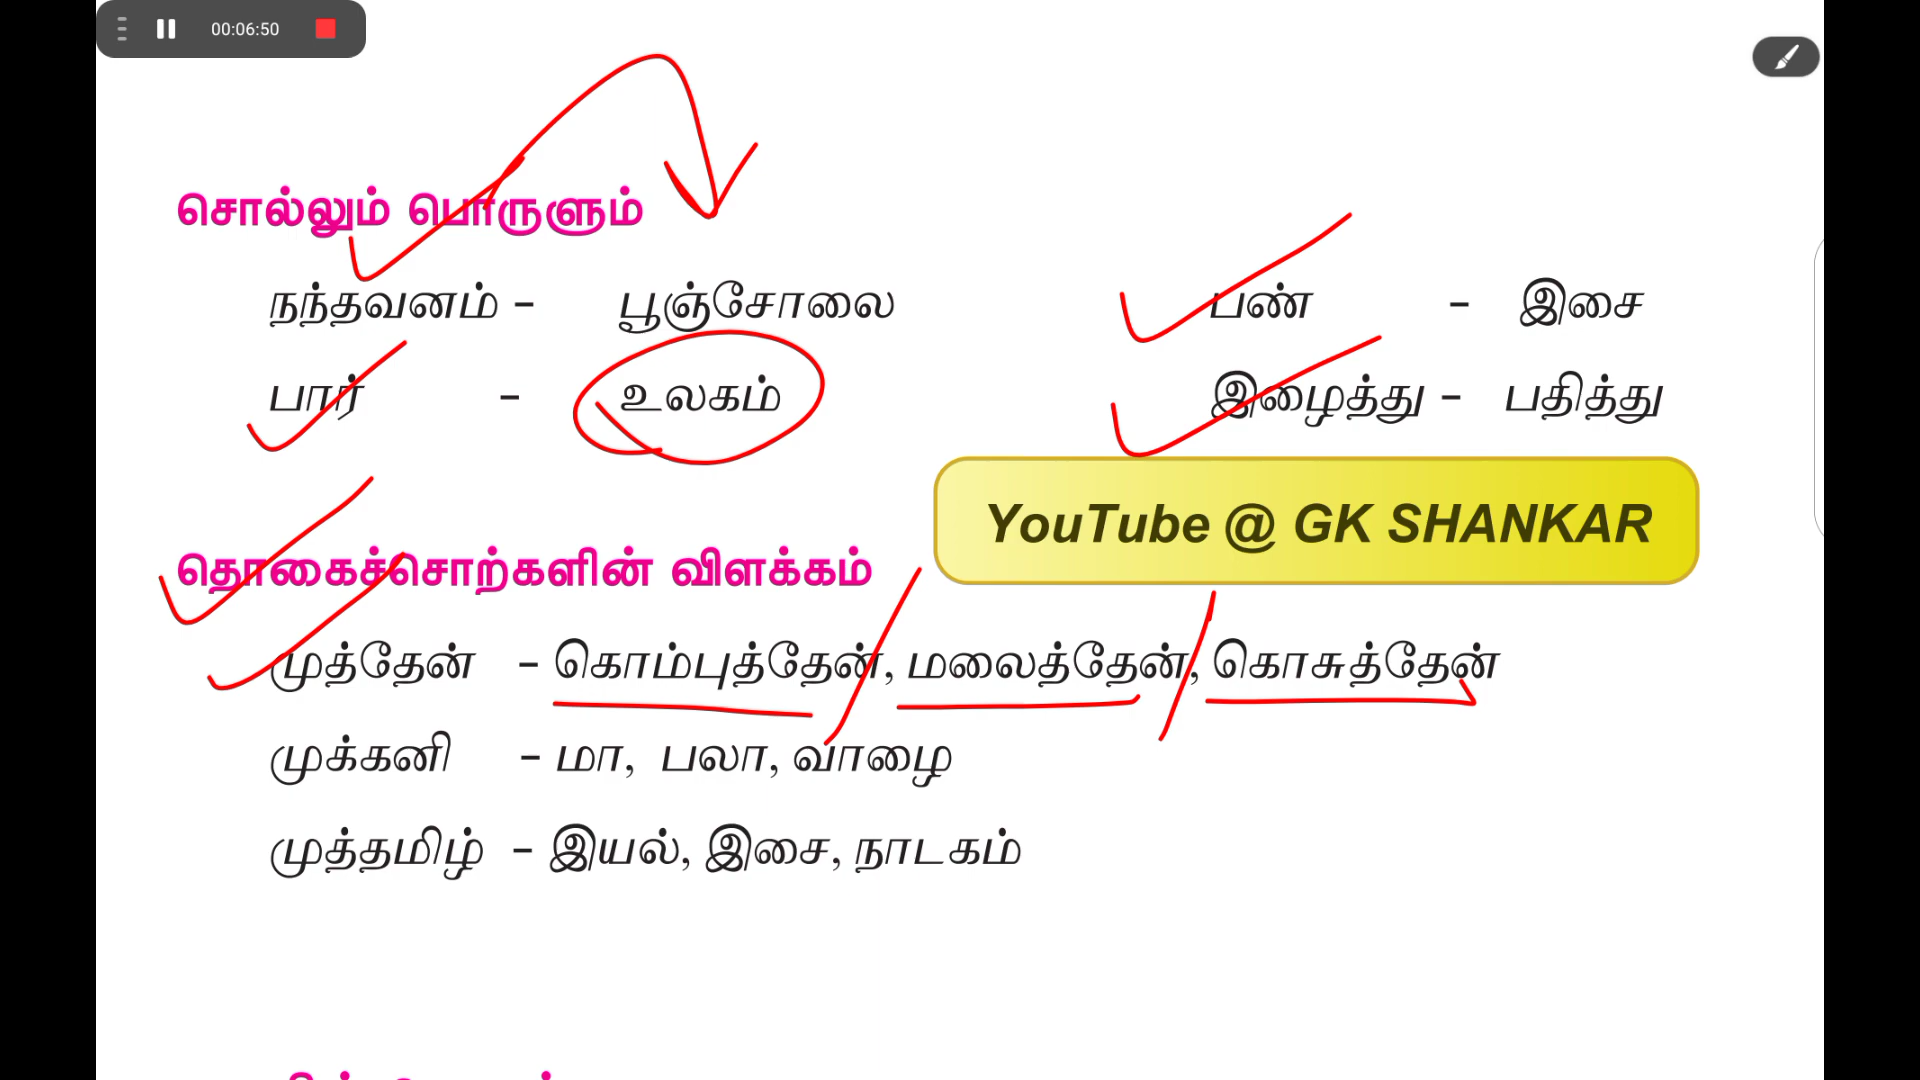 00:06:50
சொல்லும் பொருளும்
நந்தவனம் – பூஞ்சோலை பண் – இசை
பார் – உலகம் இழைத்து – பதித்து
YouTube @ GK SHANKAR
தொகைச்சொற்களின் விளக்கம்
முத்தேன் – கொம்புத்தேன், மலைத்தேன், கொசுத்தேன்
முக்கனி – மா, பலா, வாழை
முத்தமிழ் – இயல், இசை, நாடகம்